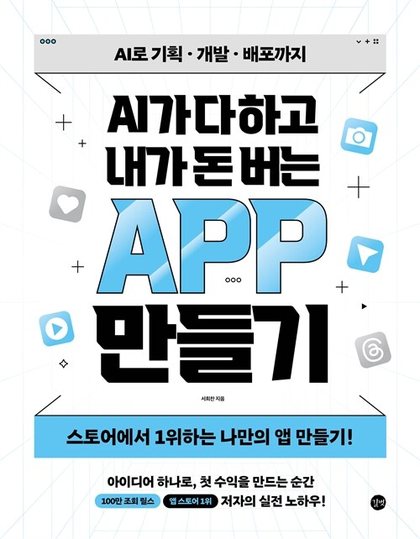 AI로 기획 · 개발 · 배포까지
AI가 다 하고
내가 돈 버는
APP
만들기
서희찬 지음
스토어에서 1위하는 나만의 앱 만들기!
아이디어 하나로, 첫 수익을 만드는 순간
100만 조회 릴스 앱 스토어 1위 저자의 실전 노하우!
길벗